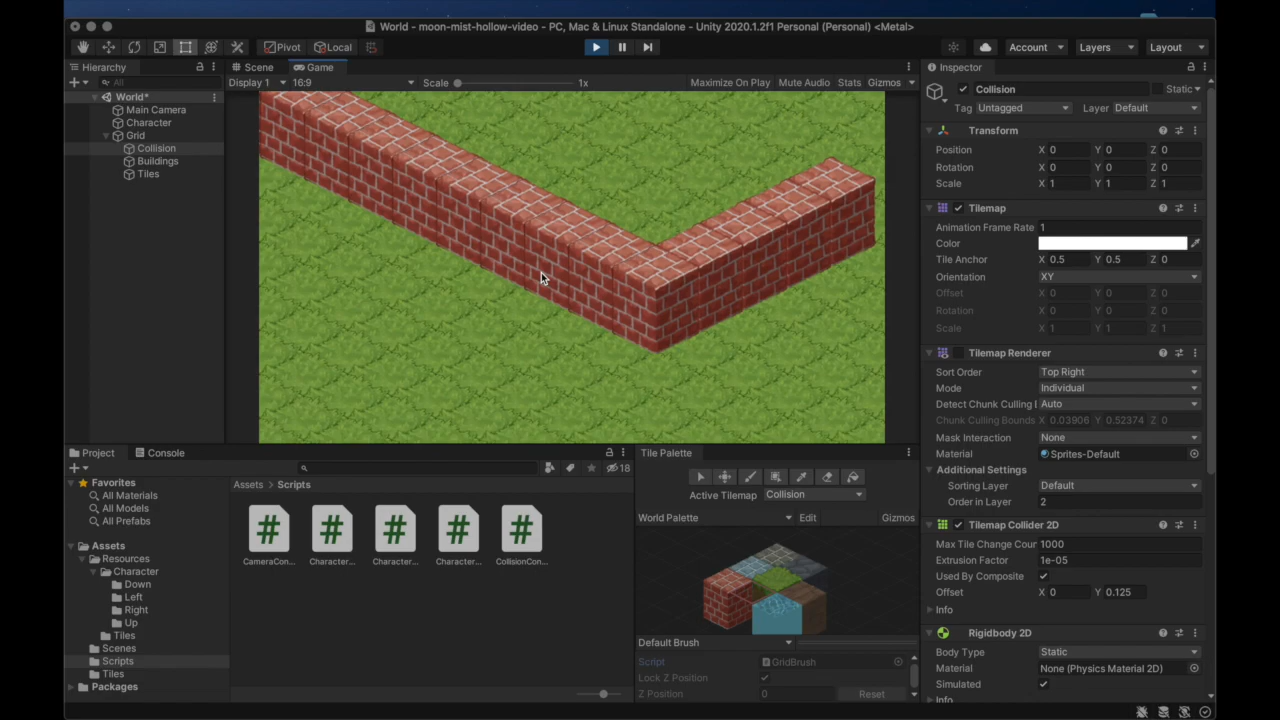 World - moon-mist-hollow-video - PC, Mac & Linux Standalone - Unity 2020.1.2f1 Personal (Personal) <Metal>
Pivot Local Account Layers Layout
Hierarchy
All
World*
Main Camera
Character
Grid
Collision
Buildings
Tiles
Scene Game
Display 1 16:9 Scale 1x Maximize On Play Mute Audio Stats Gizmos
Inspector
Collision Static
Tag Untagged Layer Default
Transform
Position X 0 Y 0 Z 0
Rotation X 0 Y 0 Z 0
Scale X 1 Y 1 Z 1
Tilemap
Animation Frame Rate 1
Color
Tile Anchor X 0.5 Y 0.5 Z 0
Orientation XY
Offset X 0 Y 0 Z 0
Rotation X 0 Y 0 Z 0
Scale X 1 Y 1 Z 1
Tilemap Renderer
Sort Order Top Right
Mode Individual
Detect Chunk Culling Auto
Chunk Culling Bounds X 0.03906 Y 0.52374 Z 0
Mask Interaction None
Material Sprites-Default
Additional Settings
Sorting Layer Default
Order in Layer 2
Tilemap Collider 2D
Max Tile Change Cour 1000
Extrusion Factor 1e-05
Used By Composite
Offset X 0 Y 0.125
Info
Rigidbody 2D
Body Type Static
Material None (Physics Material 2D)
Simulated
Info
Project Console
18
Favorites
All Materials
All Models
All Prefabs
Assets
Resources
Character
Down
Left
Right
Up
Tiles
Scenes
Scripts
Tiles
Packages
Assets Scripts
CameraCon... Character... Character... Character... CollisionCon...
Tile Palette
Active Tilemap Collision
World Palette Edit Gizmos
Default Brush
Script GridBrush
Lock Z Position
Z Position 0 Reset